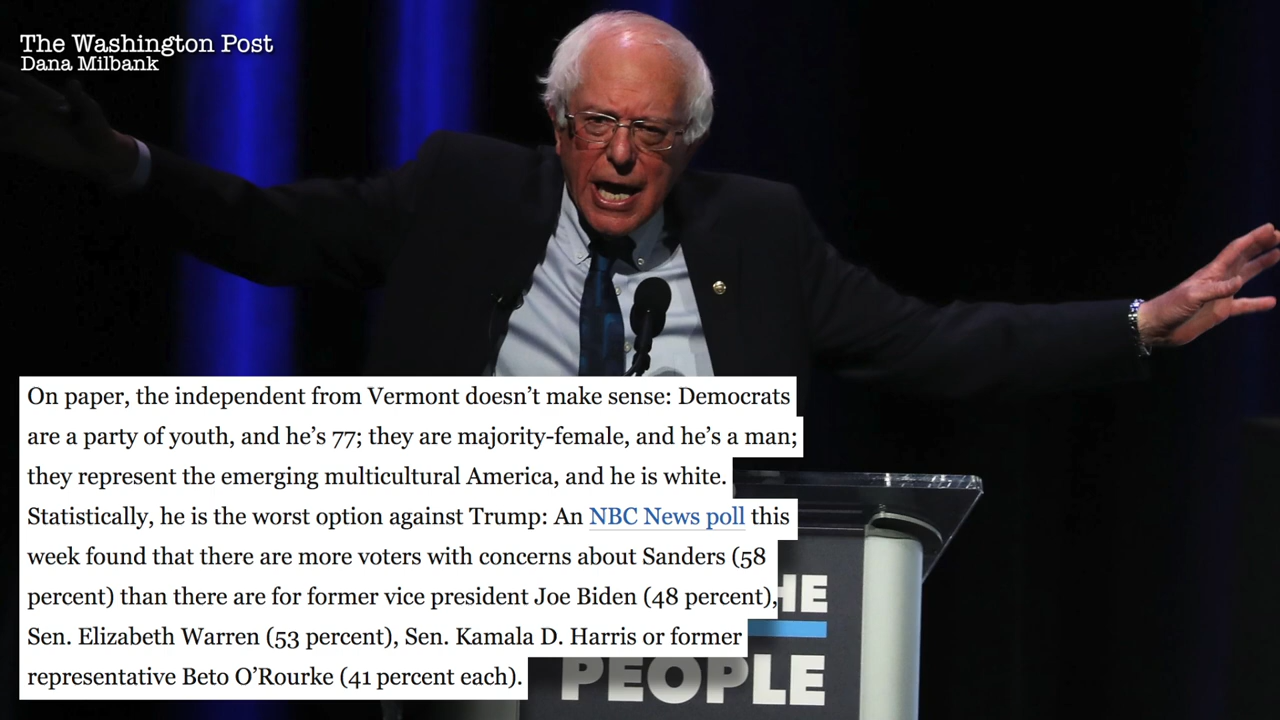 The Washington Post
Dana Milbank
On paper, the independent from Vermont doesn’t make sense: Democrats
are a party of youth, and he’s 77; they are majority-female, and he’s a man;
they represent the emerging multicultural America, and he is white.
Statistically, he is the worst option against Trump: An NBC News poll this
week found that there are more voters with concerns about Sanders (58
percent) than there are for former vice president Joe Biden (48 percent),
Sen. Elizabeth Warren (53 percent), Sen. Kamala D. Harris or former
representative Beto O’Rourke (41 percent each).
PEOPLE